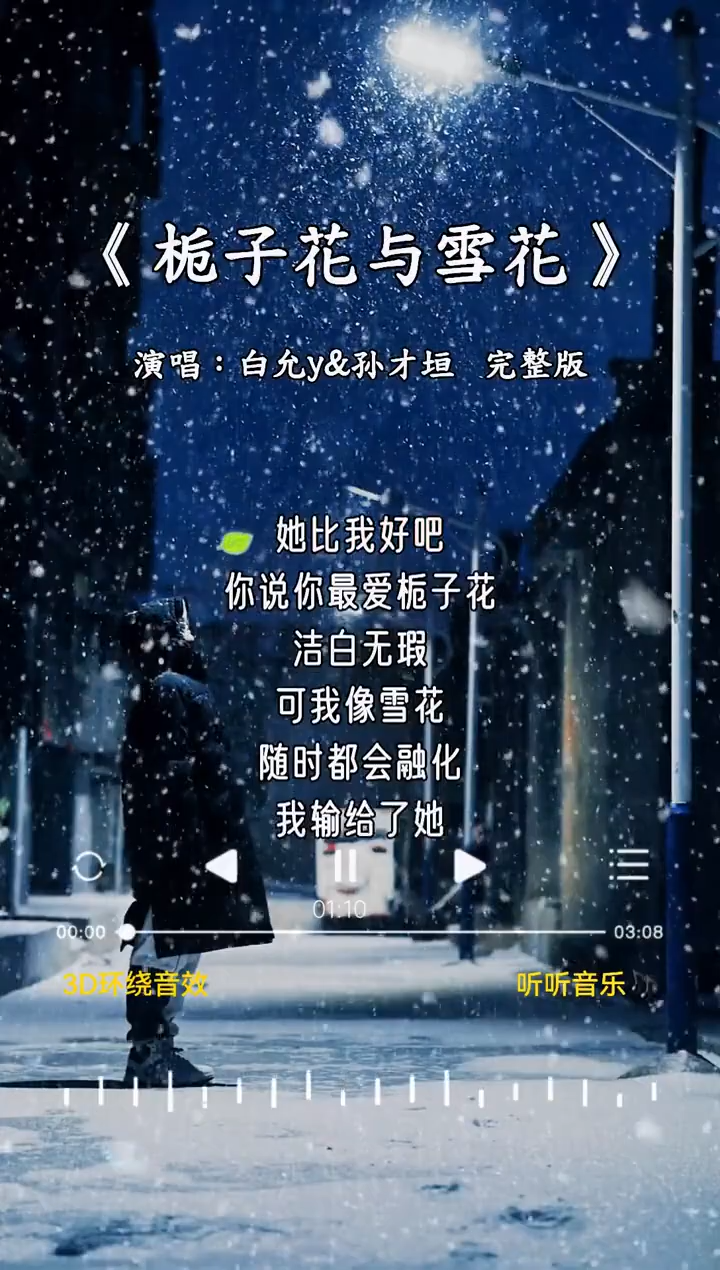 《栀子花与雪花》
演唱：白允y&孙才垣 完整版
她比我好吧
你说你最爱栀子花
洁白无瑕
可我像雪花
随时都会融化
我输给了她
01:10
00:00 03:08
3D环绕音效 听听音乐